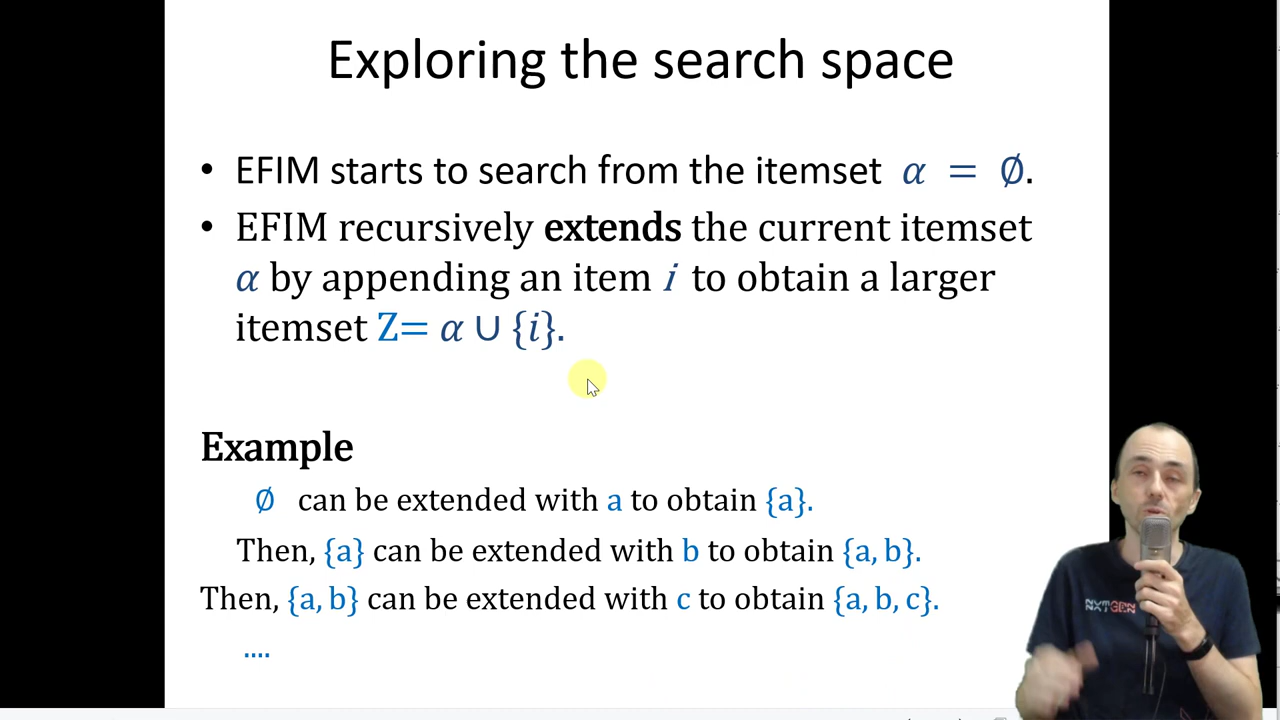 Exploring the search space
• EFIM starts to search from the itemset α = ∅.
• EFIM recursively extends the current itemset
α by appending an item i to obtain a larger
itemset Z= α ∪ {i}.
Example
∅ can be extended with a to obtain {a}.
Then, {a} can be extended with b to obtain {a, b}.
Then, {a, b} can be extended with c to obtain {a, b, c}.
....